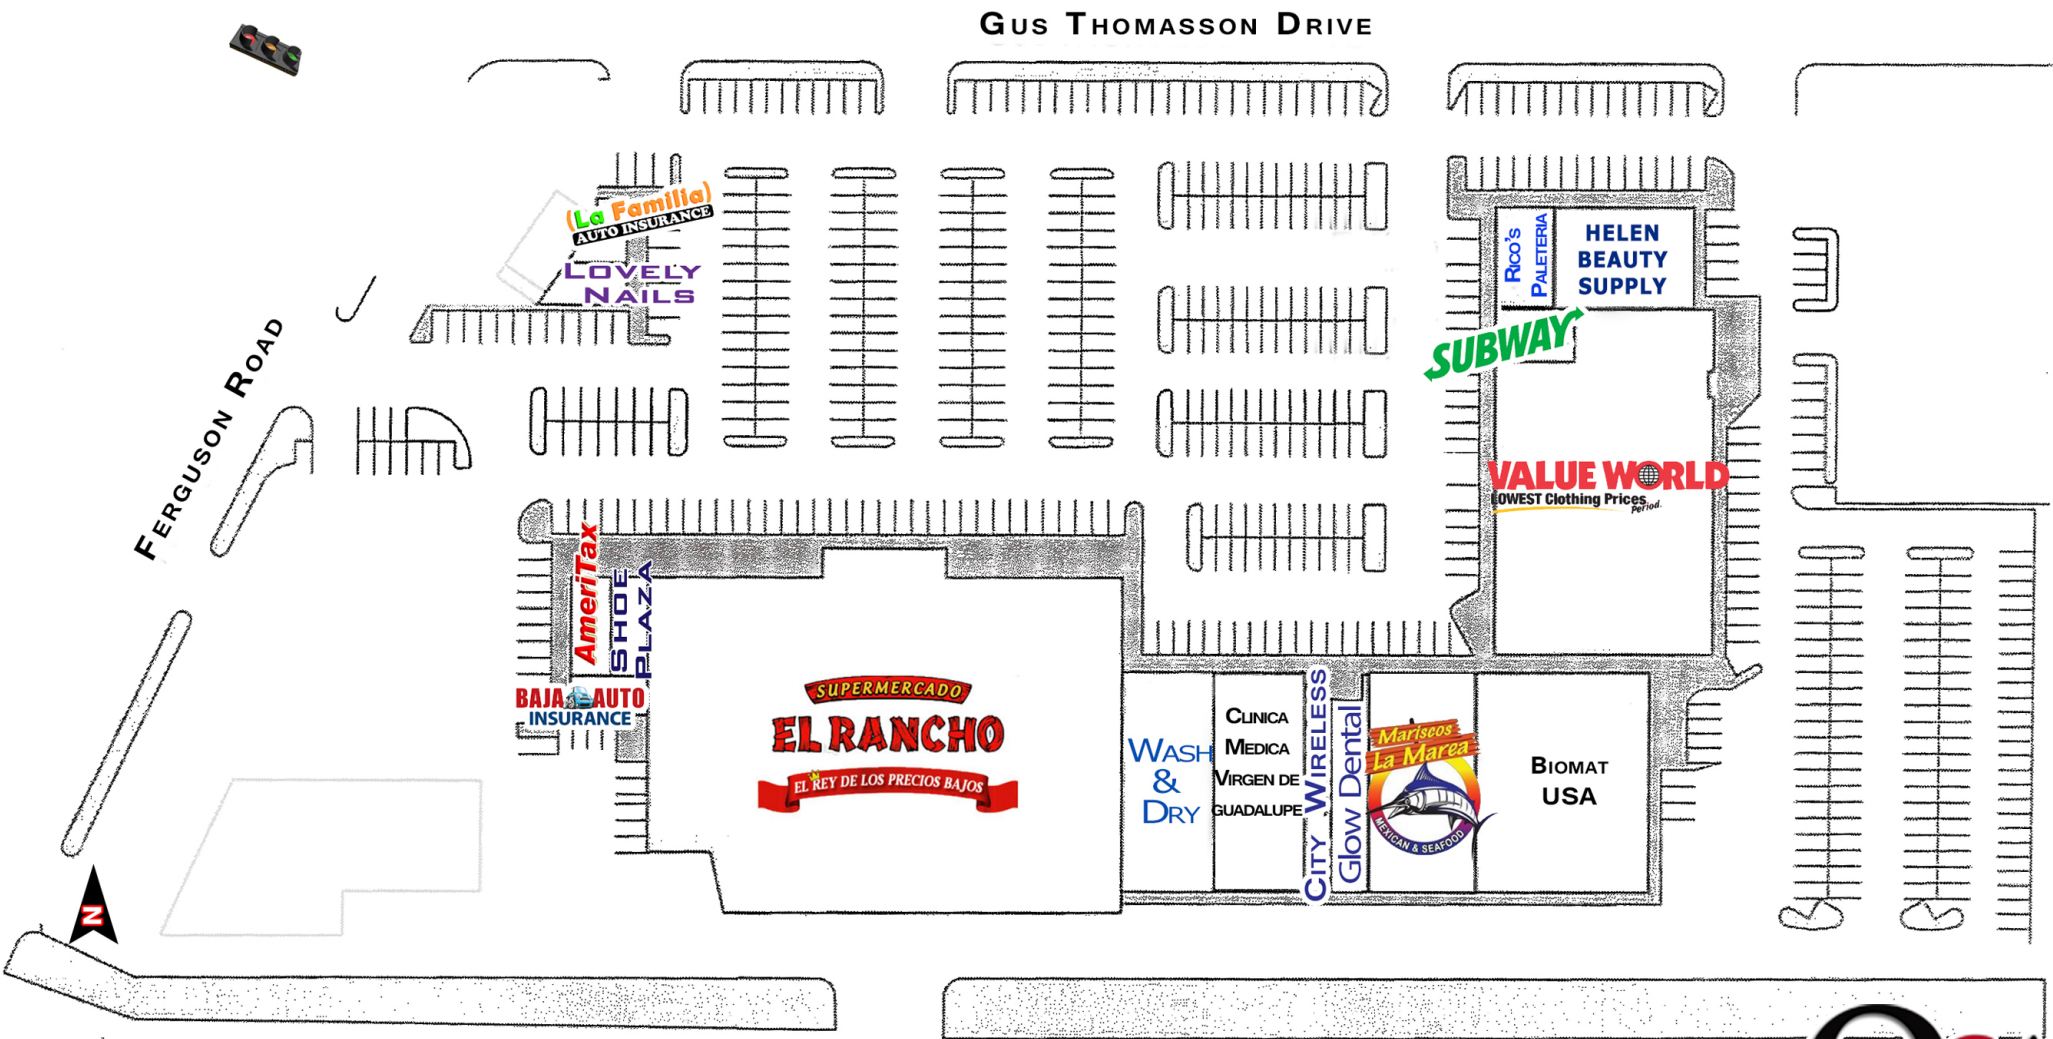 GUS THOMASSON DRIVE
(La Familia)
AUTO INSURANCE
LOVELY
NAILS
RICO'S
PALETERIA
HELEN
BEAUTY
SUPPLY
SUBWAY
FERGUSON ROAD
VALUE WORLD
LOWEST Clothing Prices
Period.
AmeriTax
SHOE
PLAZA
BAJA AUTO
INSURANCE
SUPERMERCADO
EL RANCHO
EL REY DE LOS PRECIOS BAJOS
WASH
&
DRY
CLINICA
MEDICA
VIRGEN DE
GUADALUPE
CITY WIRELESS
Glow Dental
Mariscos
La Marea
MEXICAN & SEAFOOD
BIOMAT
USA
N